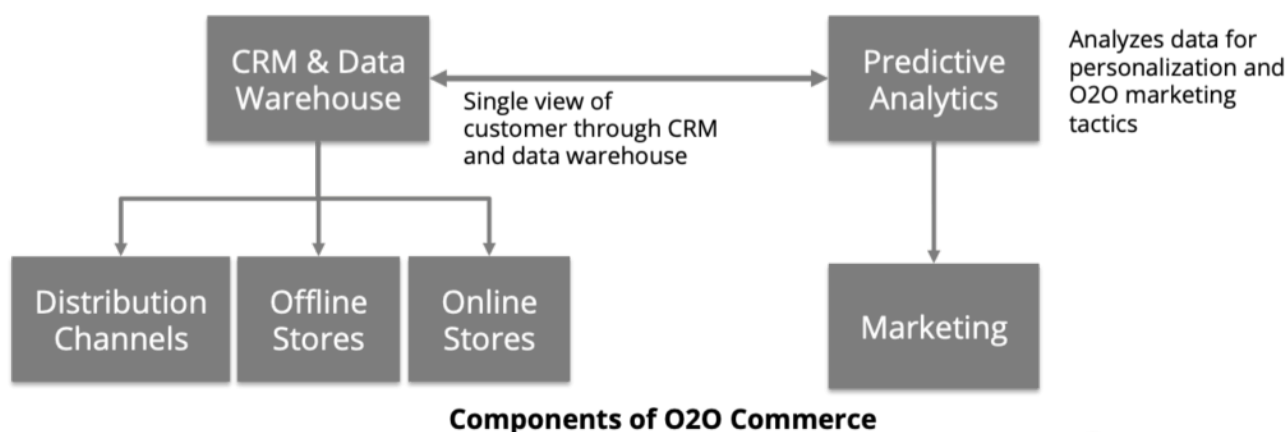 CRM & Data
Warehouse
Single view of
customer through CRM
and data warehouse
Predictive
Analytics
Analyzes data for
personalization and
O2O marketing
tactics
Distribution
Channels
Offline
Stores
Online
Stores
Marketing
Components of O2O Commerce